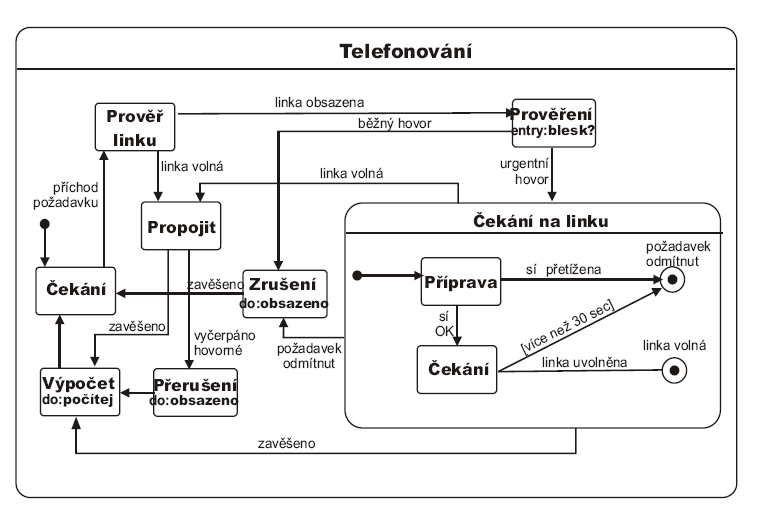 Telefonování
linka obsazena
Prověř
linku
Prověření
entry:blesk?
běžný hovor
linka volná
linka volná
urgentní
hovor
příchod
požadavku
Propojit
Čekání na linku
požadavek
odmítnut
Čekání
zavěšeno
Zrušení
do:obsazeno
Příprava
sí přetížena
sí
OK
[více než 30 sec]
zavěšeno
vyčerpáno
hovorné
požadavek
odmítnut
linka volná
Čekání
linka uvolněna
Výpočet
do:počítej
Přerušení
do:obsazeno
zavěšeno